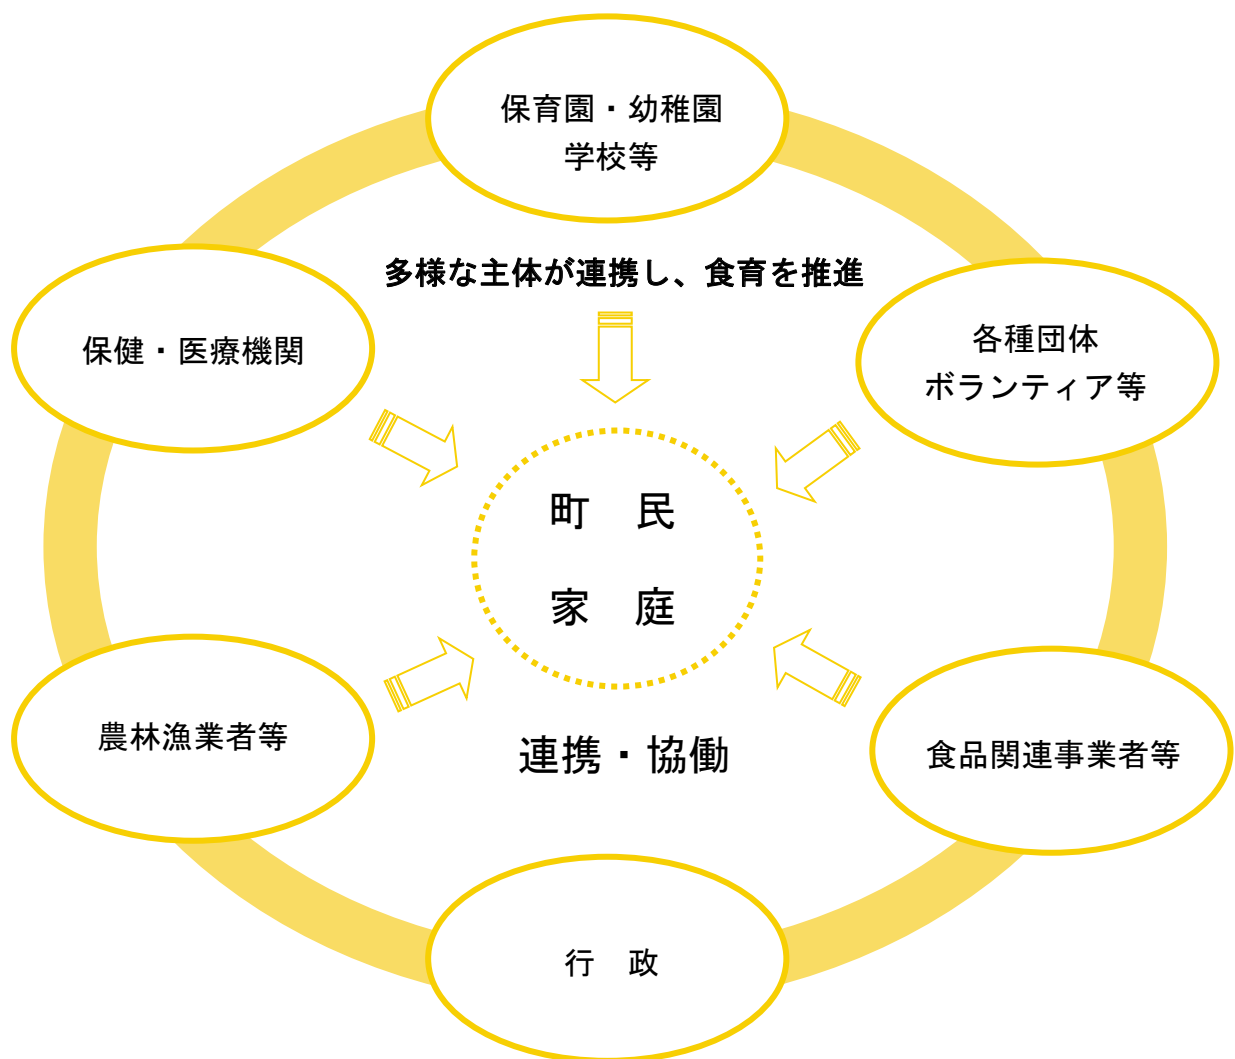 保育園・幼稚園
学校等
多様な主体が連携し、食育を推進
保健・医療機関
各種団体
ボランティア等
町　民
家　庭
農林漁業者等
連携・協働
食品関連事業者等
行　政